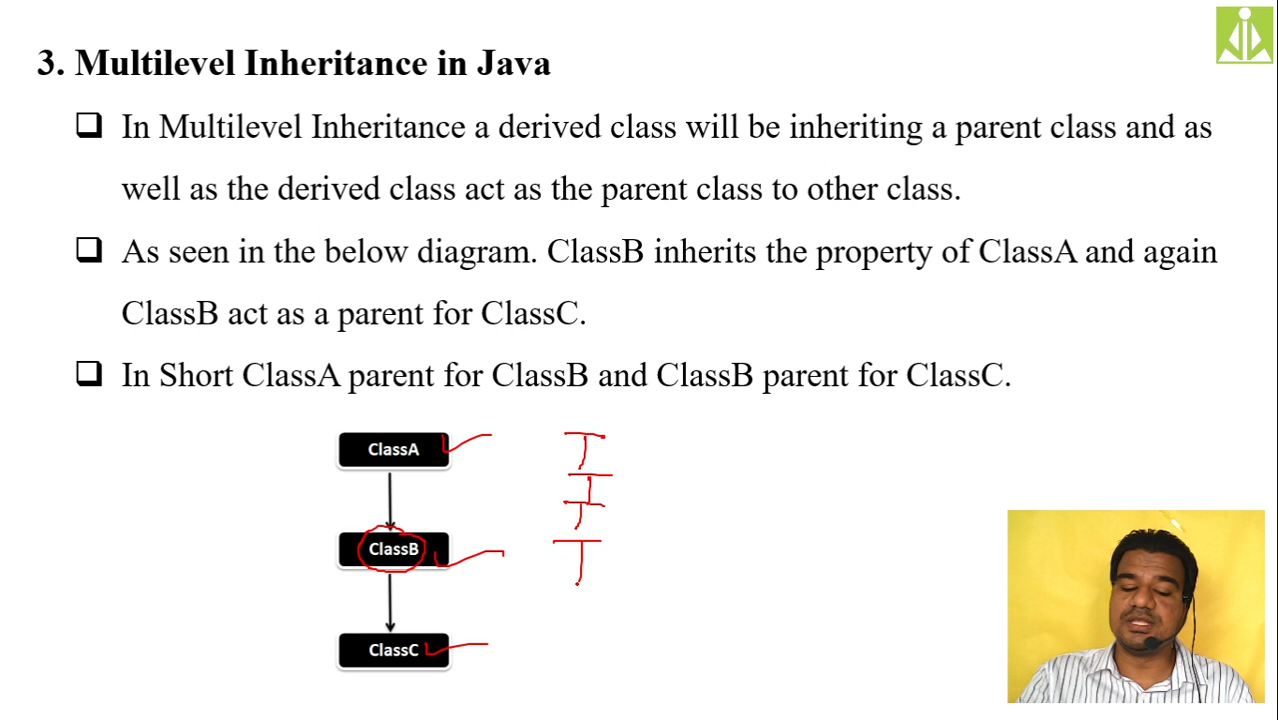 3. Multilevel Inheritance in Java
In Multilevel Inheritance a derived class will be inheriting a parent class and as
well as the derived class act as the parent class to other class.
As seen in the below diagram. ClassB inherits the property of ClassA and again
ClassB act as a parent for ClassC.
In Short ClassA parent for ClassB and ClassB parent for ClassC.
ClassA
ClassB
ClassC